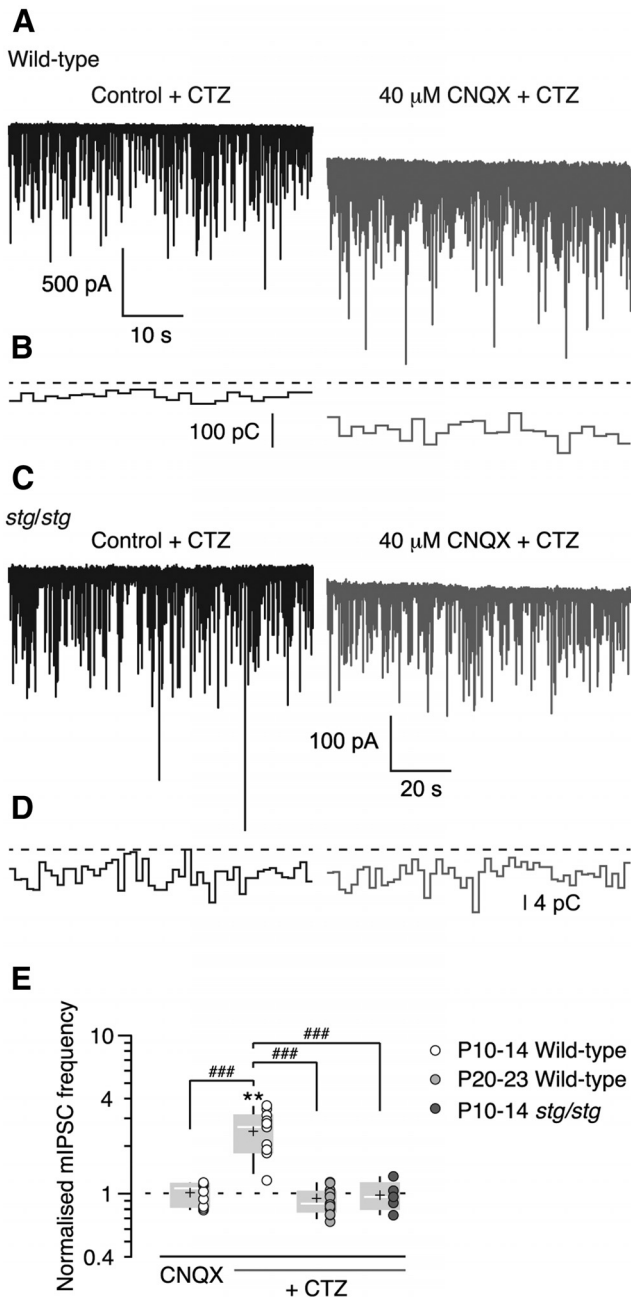 A
Wild-type
Control + CTZ
40 μM CNQX + CTZ
500 pA
10 s
B
100 pC
C
stg/stg
Control + CTZ
40 μM CNQX + CTZ
100 pA
20 s
D
4 pC
E
Normalised mIPSC frequency
10
4
1
0.4
###
###
###
**
P10-14 Wild-type
P20-23 Wild-type
P10-14 stg/stg
CNQX
+ CTZ